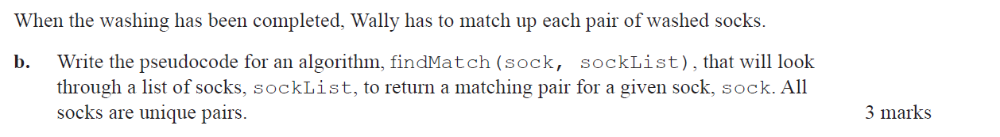 When the washing has been completed, Wally has to match up each pair of washed socks.
b. Write the pseudocode for an algorithm, findMatch(sock, sockList), that will look
through a list of socks, sockList, to return a matching pair for a given sock, sock. All
socks are unique pairs. 3 marks